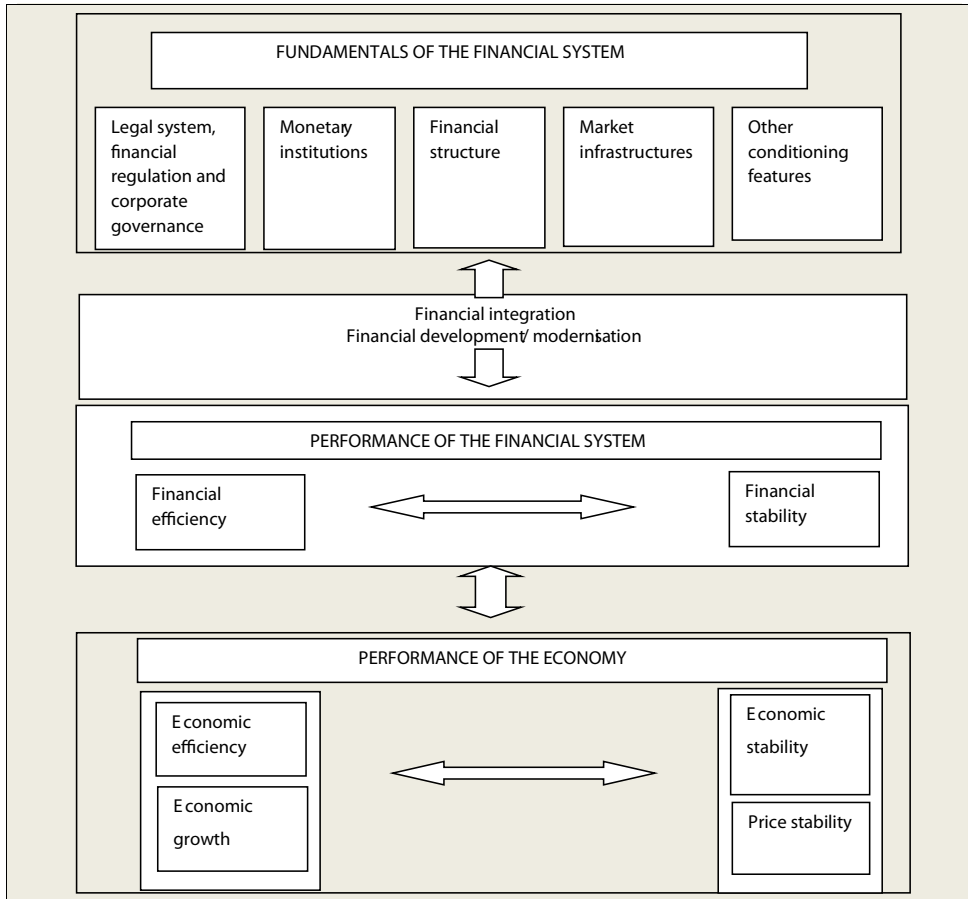 FUNDAMENTALS OF THE FINANCIAL SYSTEM
Legal system,
financial
regulation and
corporate
governance
Monetary
institutions
Financial
structure
Market
infrastructures
Other
conditioning
features
Financial integration
Financial development/ modernisation
PERFORMANCE OF THE FINANCIAL SYSTEM
Financial
efficiency
Financial
stability
PERFORMANCE OF THE ECONOMY
Economic
efficiency
Economic
growth
Economic
stability
Price stability